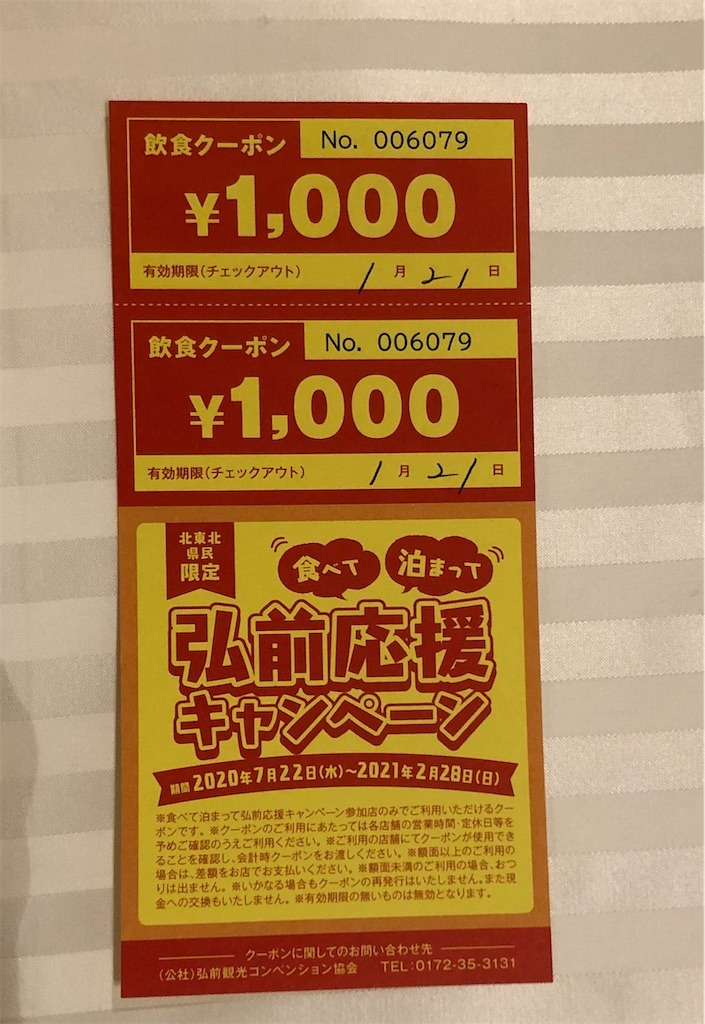 飲食クーポン No. 006079
¥1,000
有効期限(チェックアウト) 1月21日
飲食クーポン No. 006079
¥1,000
有効期限(チェックアウト) 1月21日
北東北
県民
限定
食べて 泊まって
弘前応援
キャンペーン
期間 2020年7月22日(水)~2021年2月28日(日)
※食べて泊まって弘前応援キャンペーン参加店のみでご利用いただけるクー
ポンです。※クーポンのご利用にあたっては各店舗の営業時間・定休日等を
予めご確認のうえご利用ください。※ご利用の店舗にてクーポンが使用でき
ることを確認し、会計時クーポンをお渡しください。※額面以上のご利用の
場合は、差額をお店でお支払いください。※額面未満のご利用の場合、おつ
りは出ません。※いかなる場合もクーポンの再発行はいたしません。また現
金への交換もいたしません。※有効期限の無いものは無効となります。
クーポンに関してのお問い合わせ先
(公社)弘前観光コンベンション協会 TEL:0172-35-3131